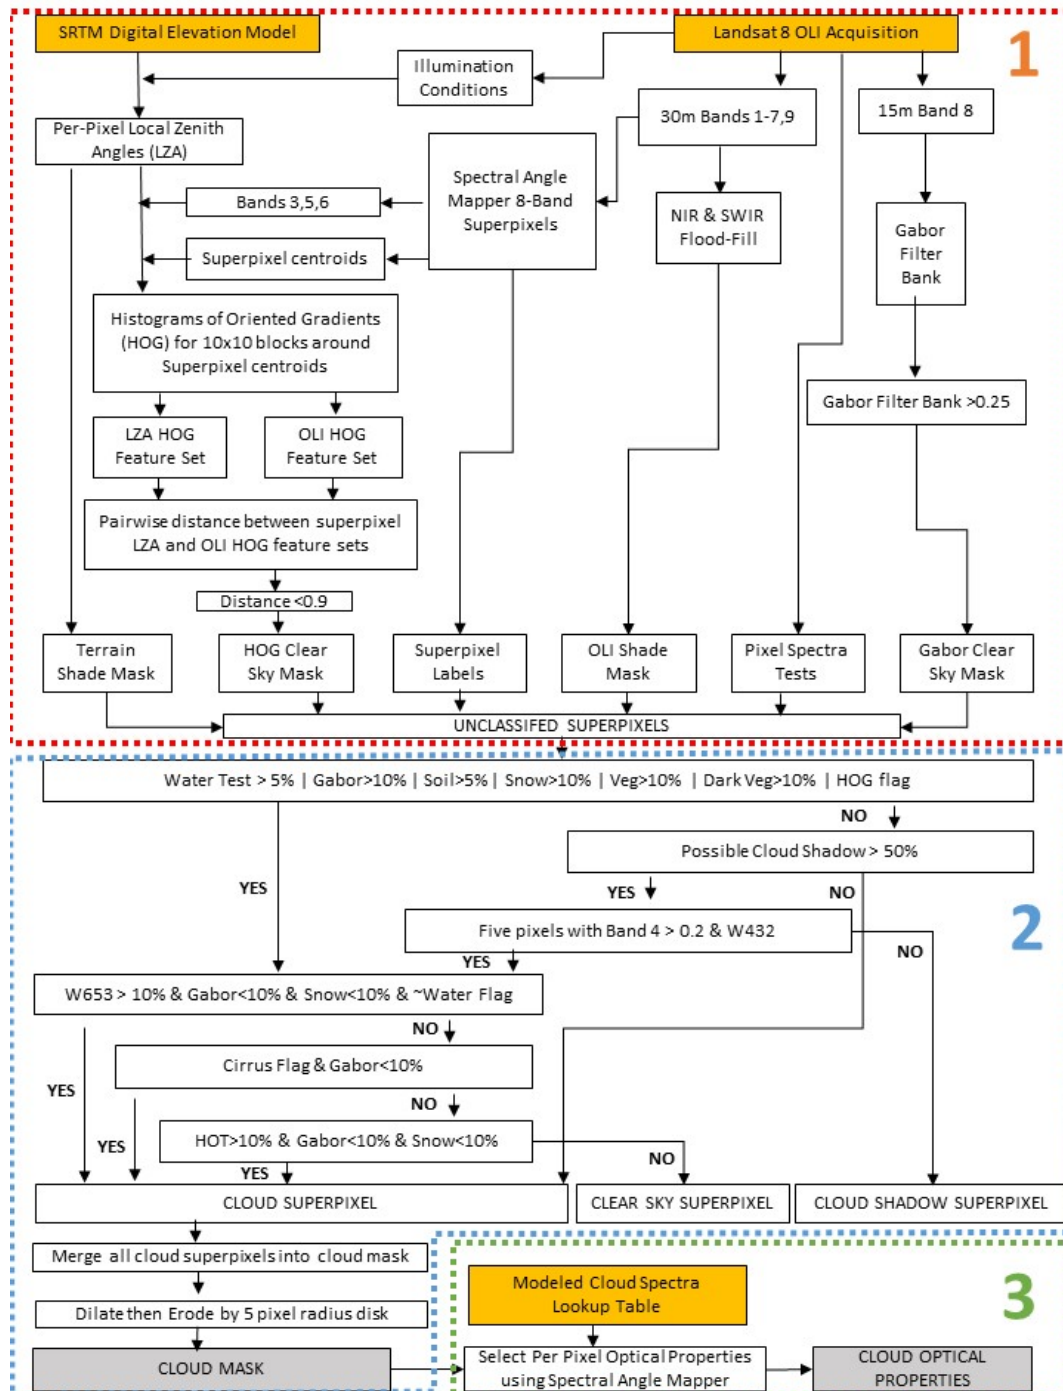 SRTM Digital Elevation Model
Landsat 8 OLI Acquisition
1
Illumination
Conditions
30m Bands 1-7,9
15m Band 8
Per-Pixel Local Zenith
Angles (LZA)
Spectral Angle
Mapper 8-Band
Superpixels
Bands 3,5,6
NIR & SWIR
Flood-Fill
Gabor
Filter
Bank
Superpixel centroids
Histograms of Oriented Gradients
(HOG) for 10x10 blocks around
Superpixel centroids
Gabor Filter Bank >0.25
LZA HOG
Feature Set
OLI HOG
Feature Set
Pairwise distance between superpixel
LZA and OLI HOG feature sets
Distance <0.9
Terrain
Shade Mask
HOG Clear
Sky Mask
Superpixel
Labels
OLI Shade
Mask
Pixel Spectra
Tests
Gabor Clear
Sky Mask
UNCLASSIFED SUPERPIXELS
Water Test > 5% | Gabor>10% | Soil>5% | Snow>10% | Veg>10% | Dark Veg>10% | HOG flag
NO
Possible Cloud Shadow > 50%
YES
YES
NO
2
Five pixels with Band 4 > 0.2 & W432
YES
NO
W653 > 10% & Gabor<10% & Snow<10% & ~Water Flag
NO
Cirrus Flag & Gabor<10%
YES
NO
YES
HOT>10% & Gabor<10% & Snow<10%
YES
NO
CLOUD SUPERPIXEL
CLEAR SKY SUPERPIXEL
CLOUD SHADOW SUPERPIXEL
Merge all cloud superpixels into cloud mask
Dilate then Erode by 5 pixel radius disk
CLOUD MASK
Modeled Cloud Spectra
Lookup Table
3
Select Per Pixel Optical Properties
using Spectral Angle Mapper
CLOUD OPTICAL
PROPERTIES